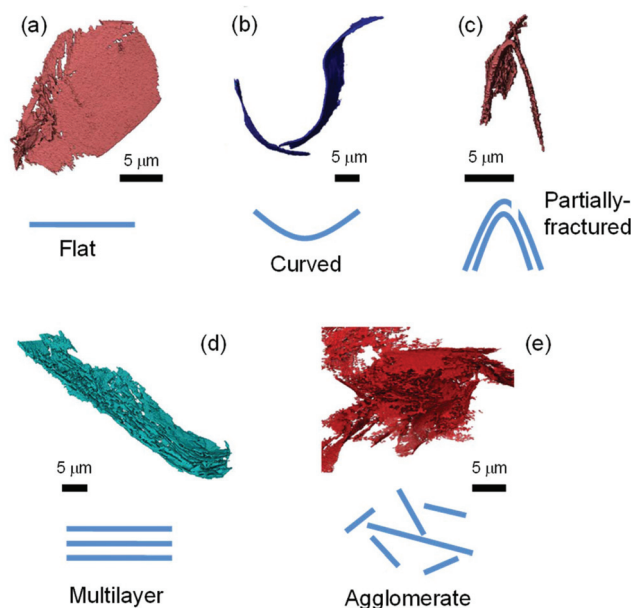 (a)
(b)
(c)
5 μm
5 μm
5 μm
Flat
Curved
Partially-
fractured
(d)
(e)
5 μm
5 μm
Multilayer
Agglomerate